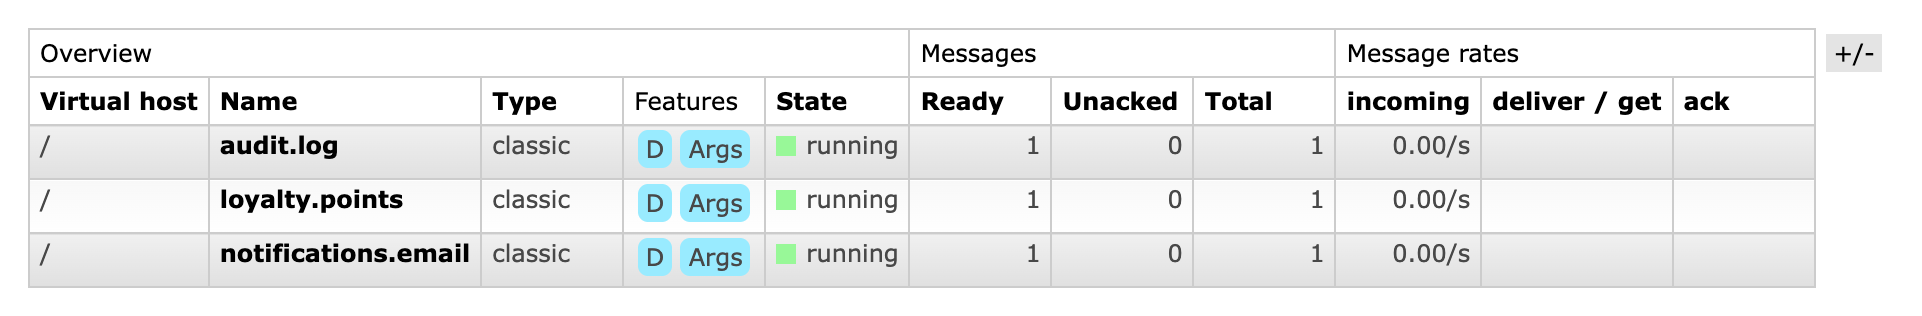 Overview Messages Message rates +/-
Virtual host Name Type Features State Ready Unacked Total incoming deliver / get ack
/ audit.log classic D Args running 1 0 1 0.00/s
/ loyalty.points classic D Args running 1 0 1 0.00/s
/ notifications.email classic D Args running 1 0 1 0.00/s